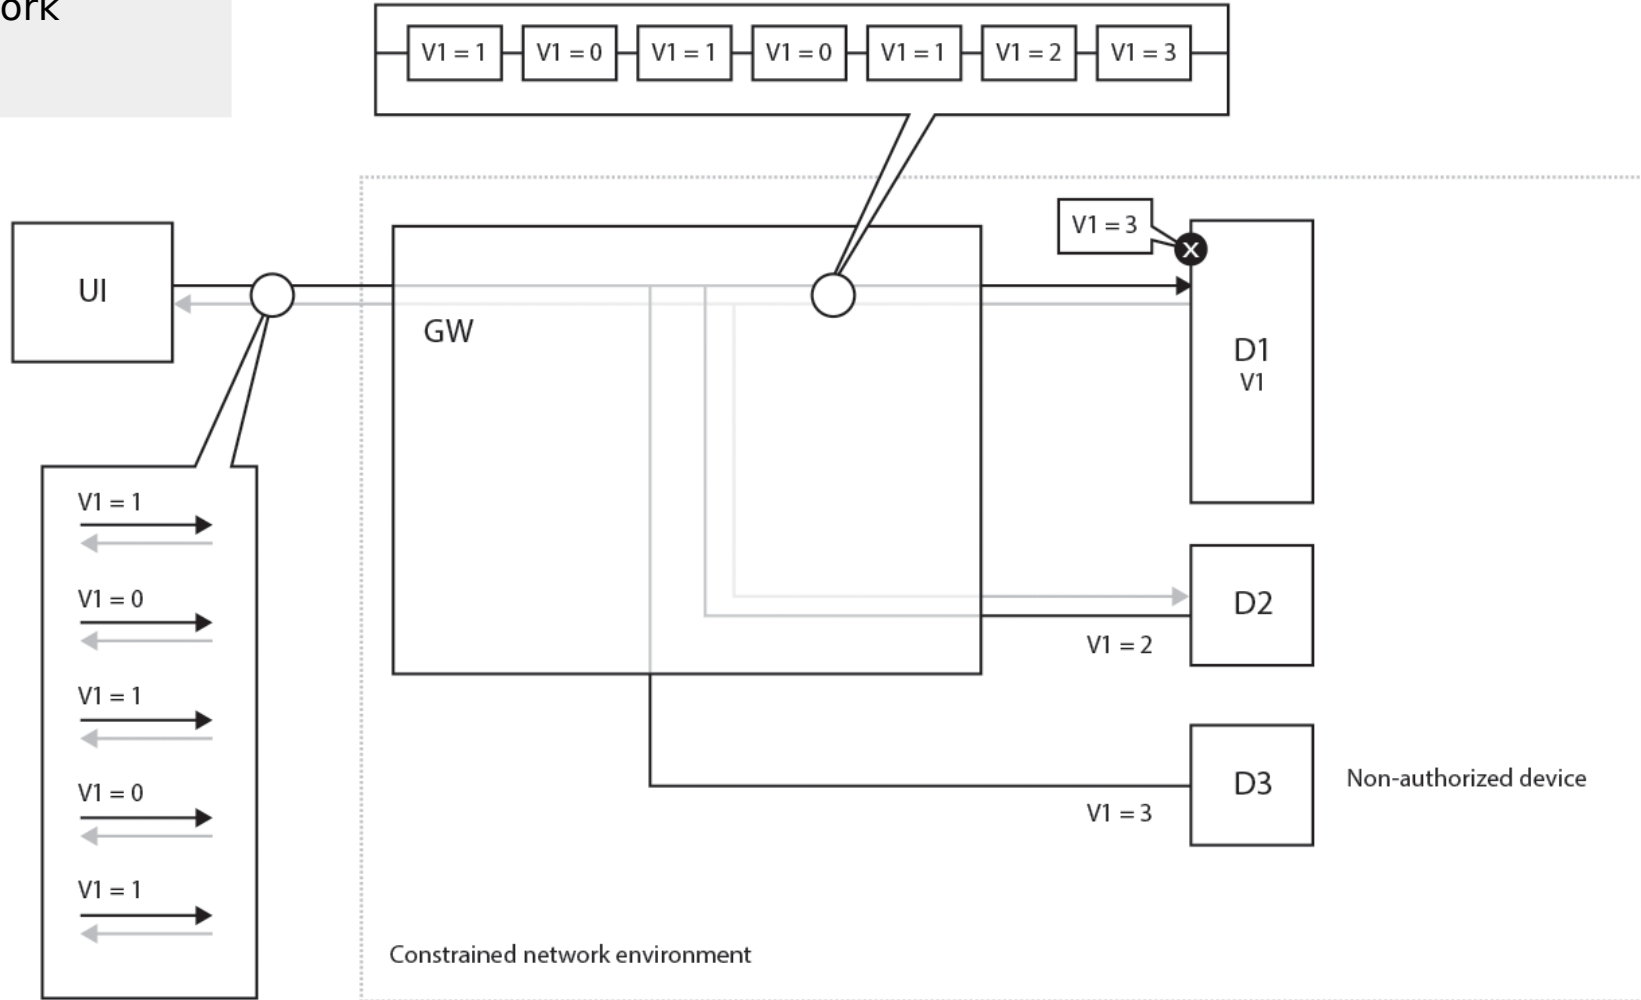 ork
V1 = 1 V1 = 0 V1 = 1 V1 = 0 V1 = 1 V1 = 2 V1 = 3
V1 = 3
X
UI
GW
D1
V1
V1 = 1
V1 = 0
V1 = 1
V1 = 0
V1 = 1
D2
V1 = 2
D3
Non-authorized device
V1 = 3
Constrained network environment